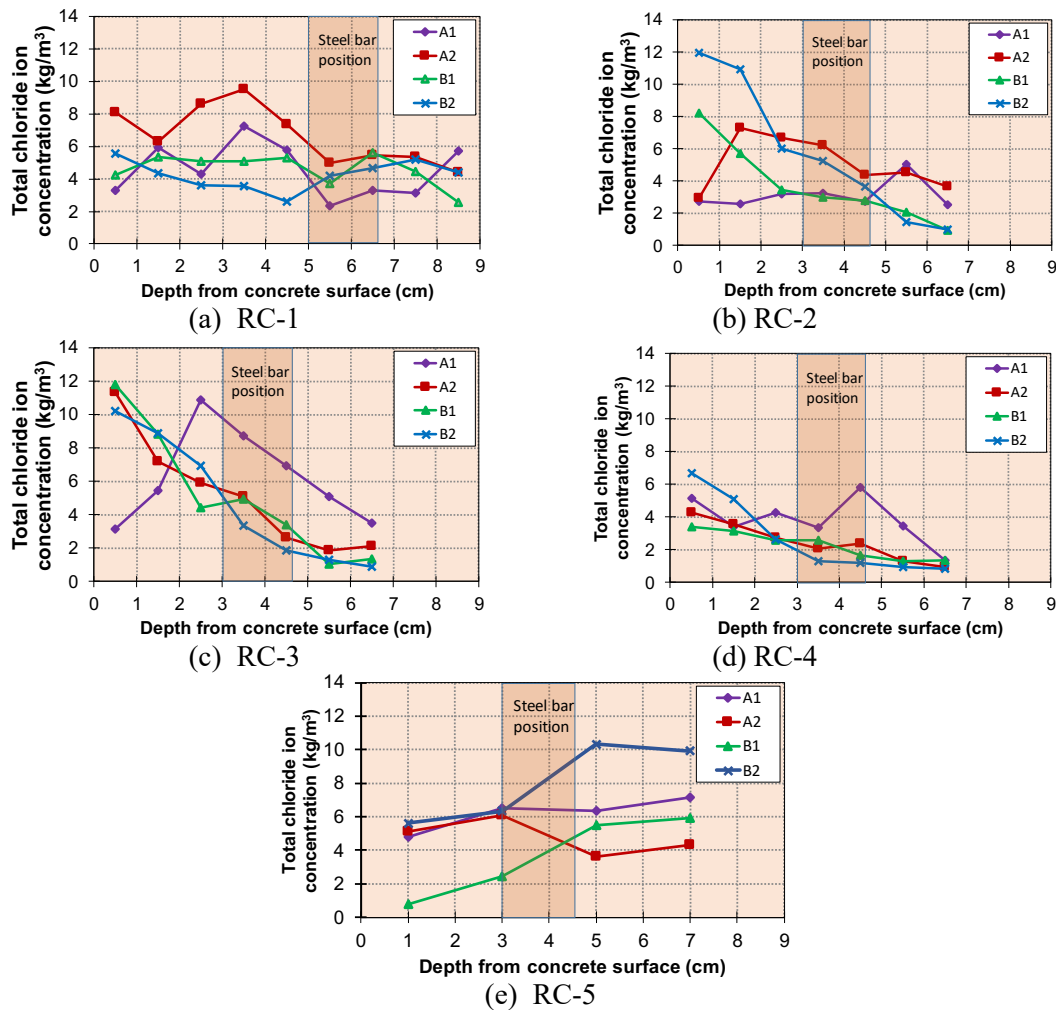 14
12
10
8
6
4
2
0
Total chloride ion
concentration (kg/m³)
Steel bar
position
A1
A2
B1
B2
0 1 2 3 4 5 6 7 8 9
Depth from concrete surface (cm)
(a) RC-1
14
12
10
8
6
4
2
0
Total chloride ion
concentration (kg/m³)
Steel bar
position
A1
A2
B1
B2
0 1 2 3 4 5 6 7 8 9
Depth from concrete surface (cm)
(b) RC-2
14
12
10
8
6
4
2
0
Total chloride ion
concentration (kg/m³)
Steel bar
position
A1
A2
B1
B2
0 1 2 3 4 5 6 7 8 9
Depth from concrete surface (cm)
(c) RC-3
14
12
10
8
6
4
2
0
Total chloride ion
concentration (kg/m³)
Steel bar
position
A1
A2
B1
B2
0 1 2 3 4 5 6 7 8 9
Depth from concrete surface (cm)
(d) RC-4
14
12
10
8
6
4
2
0
Total chloride ion
concentration (kg/m³)
Steel bar
position
A1
A2
B1
B2
0 1 2 3 4 5 6 7 8 9
Depth from concrete surface (cm)
(e) RC-5